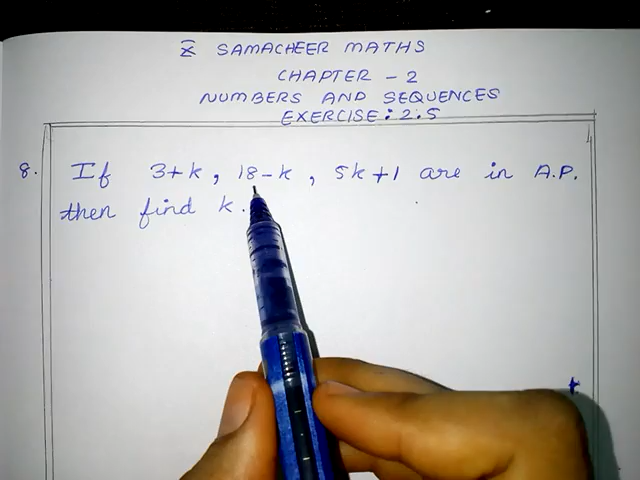 X SAMACHEER MATHS
CHAPTER - 2
NUMBERS AND SEQUENCES
EXERCISE: 2.5
8. If 3+k, 18-k, 5k+1 are in A.P.
then find k.